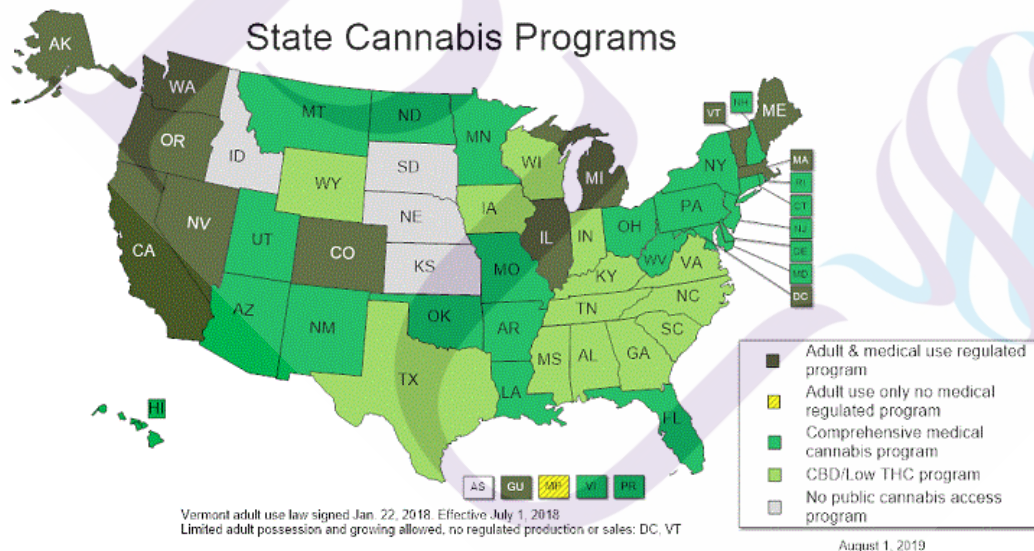 State Cannabis Programs
AK
WA
OR
CA
NV
ID
MT
WY
UT
AZ
CO
NM
ND
SD
NE
KS
OK
TX
MN
IA
MO
AR
LA
WI
IL
MI
IN
OH
KY
TN
MS
AL
GA
FL
SC
NC
VA
WV
PA
NY
VT
NH
ME
MA
RI
CT
NJ
DE
MD
DC
HI
AS
GU
MP
VI
PR
Adult & medical use regulated
program
Adult use only no medical
regulated program
Comprehensive medical
cannabis program
CBD/Low THC program
No public cannabis access
program
Vermont adult use law signed Jan. 22, 2018. Effective July 1, 2018
Limited adult possession and growing allowed, no regulated production or sales: DC, VT
August 1, 2019